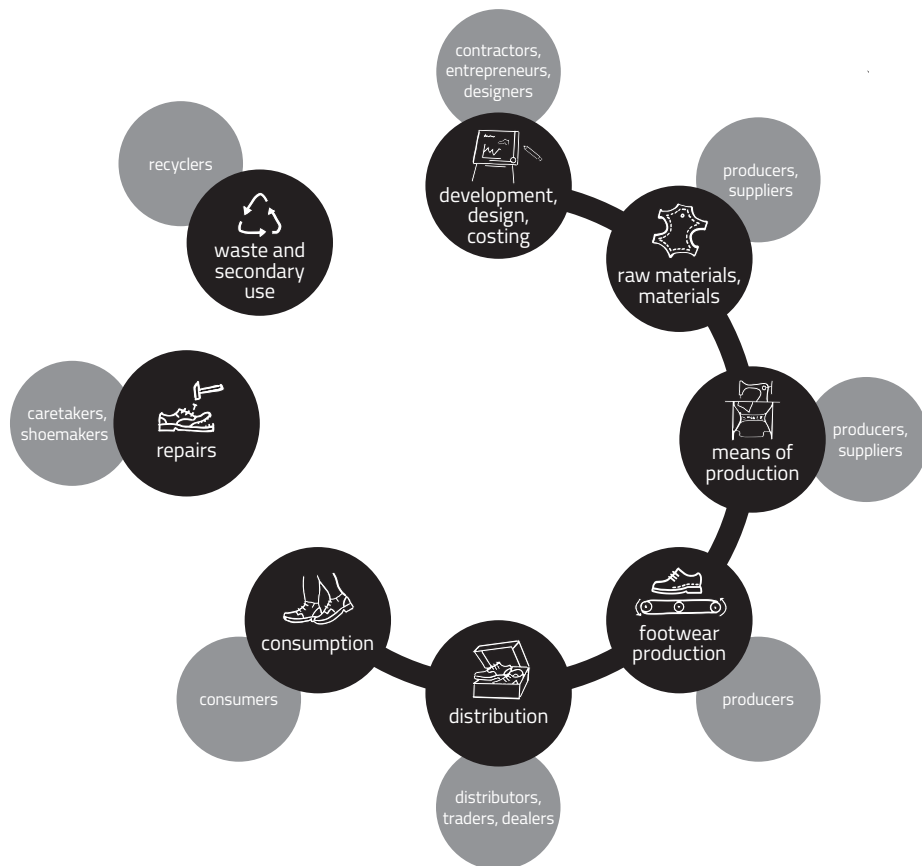 contractors,
entrepreneurs,
designers
development,
design,
costing
producers,
suppliers
raw materials,
materials
producers,
suppliers
means of
production
producers
footwear
production
distributors,
traders, dealers
distribution
consumers
consumption
caretakers,
shoemakers
repairs
recyclers
waste and
secondary
use